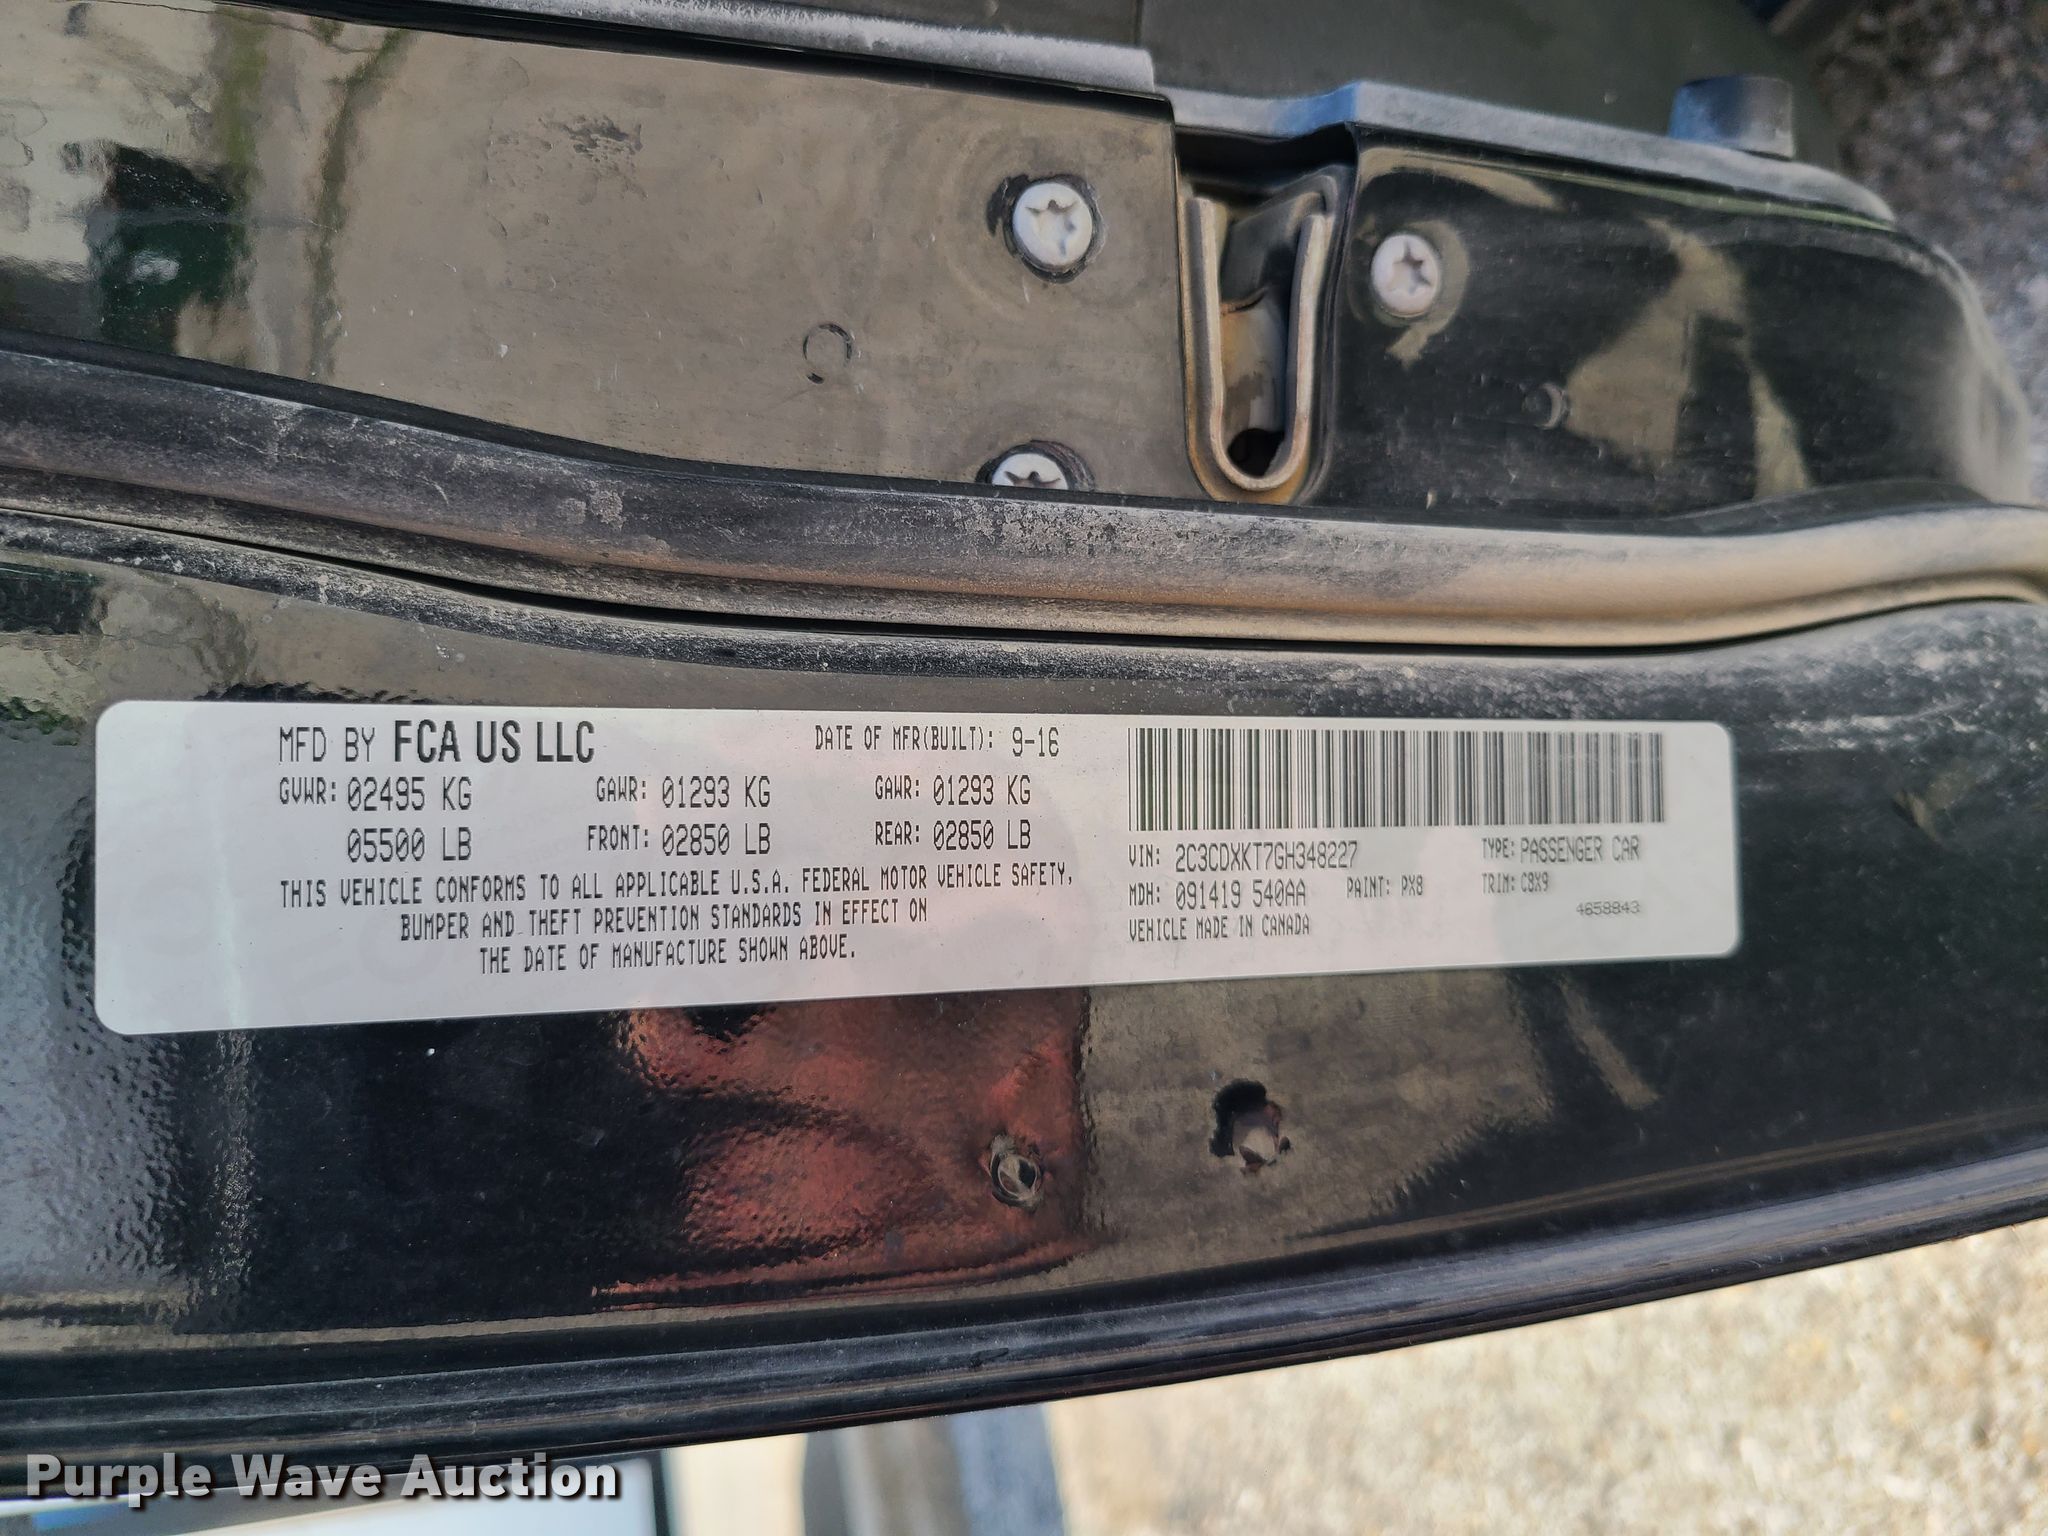 MFD BY FCA US LLC DATE OF MFR(BUILT): 9-16
GVWR: 02495 KG GAWR: 01293 KG GAWR: 01293 KG
05500 LB FRONT: 02850 LB REAR: 02850 LB
THIS VEHICLE CONFORMS TO ALL APPLICABLE U.S.A. FEDERAL MOTOR VEHICLE SAFETY,
BUMPER AND THEFT PREVENTION STANDARDS IN EFFECT ON
THE DATE OF MANUFACTURE SHOWN ABOVE.
VIN: 2C3CDXKT7GH348227 TYPE: PASSENGER CAR
MDH: 091419 540AA PAINT: PX8 TRIM: C8X9
VEHICLE MADE IN CANADA 4658843
Purple Wave Auction